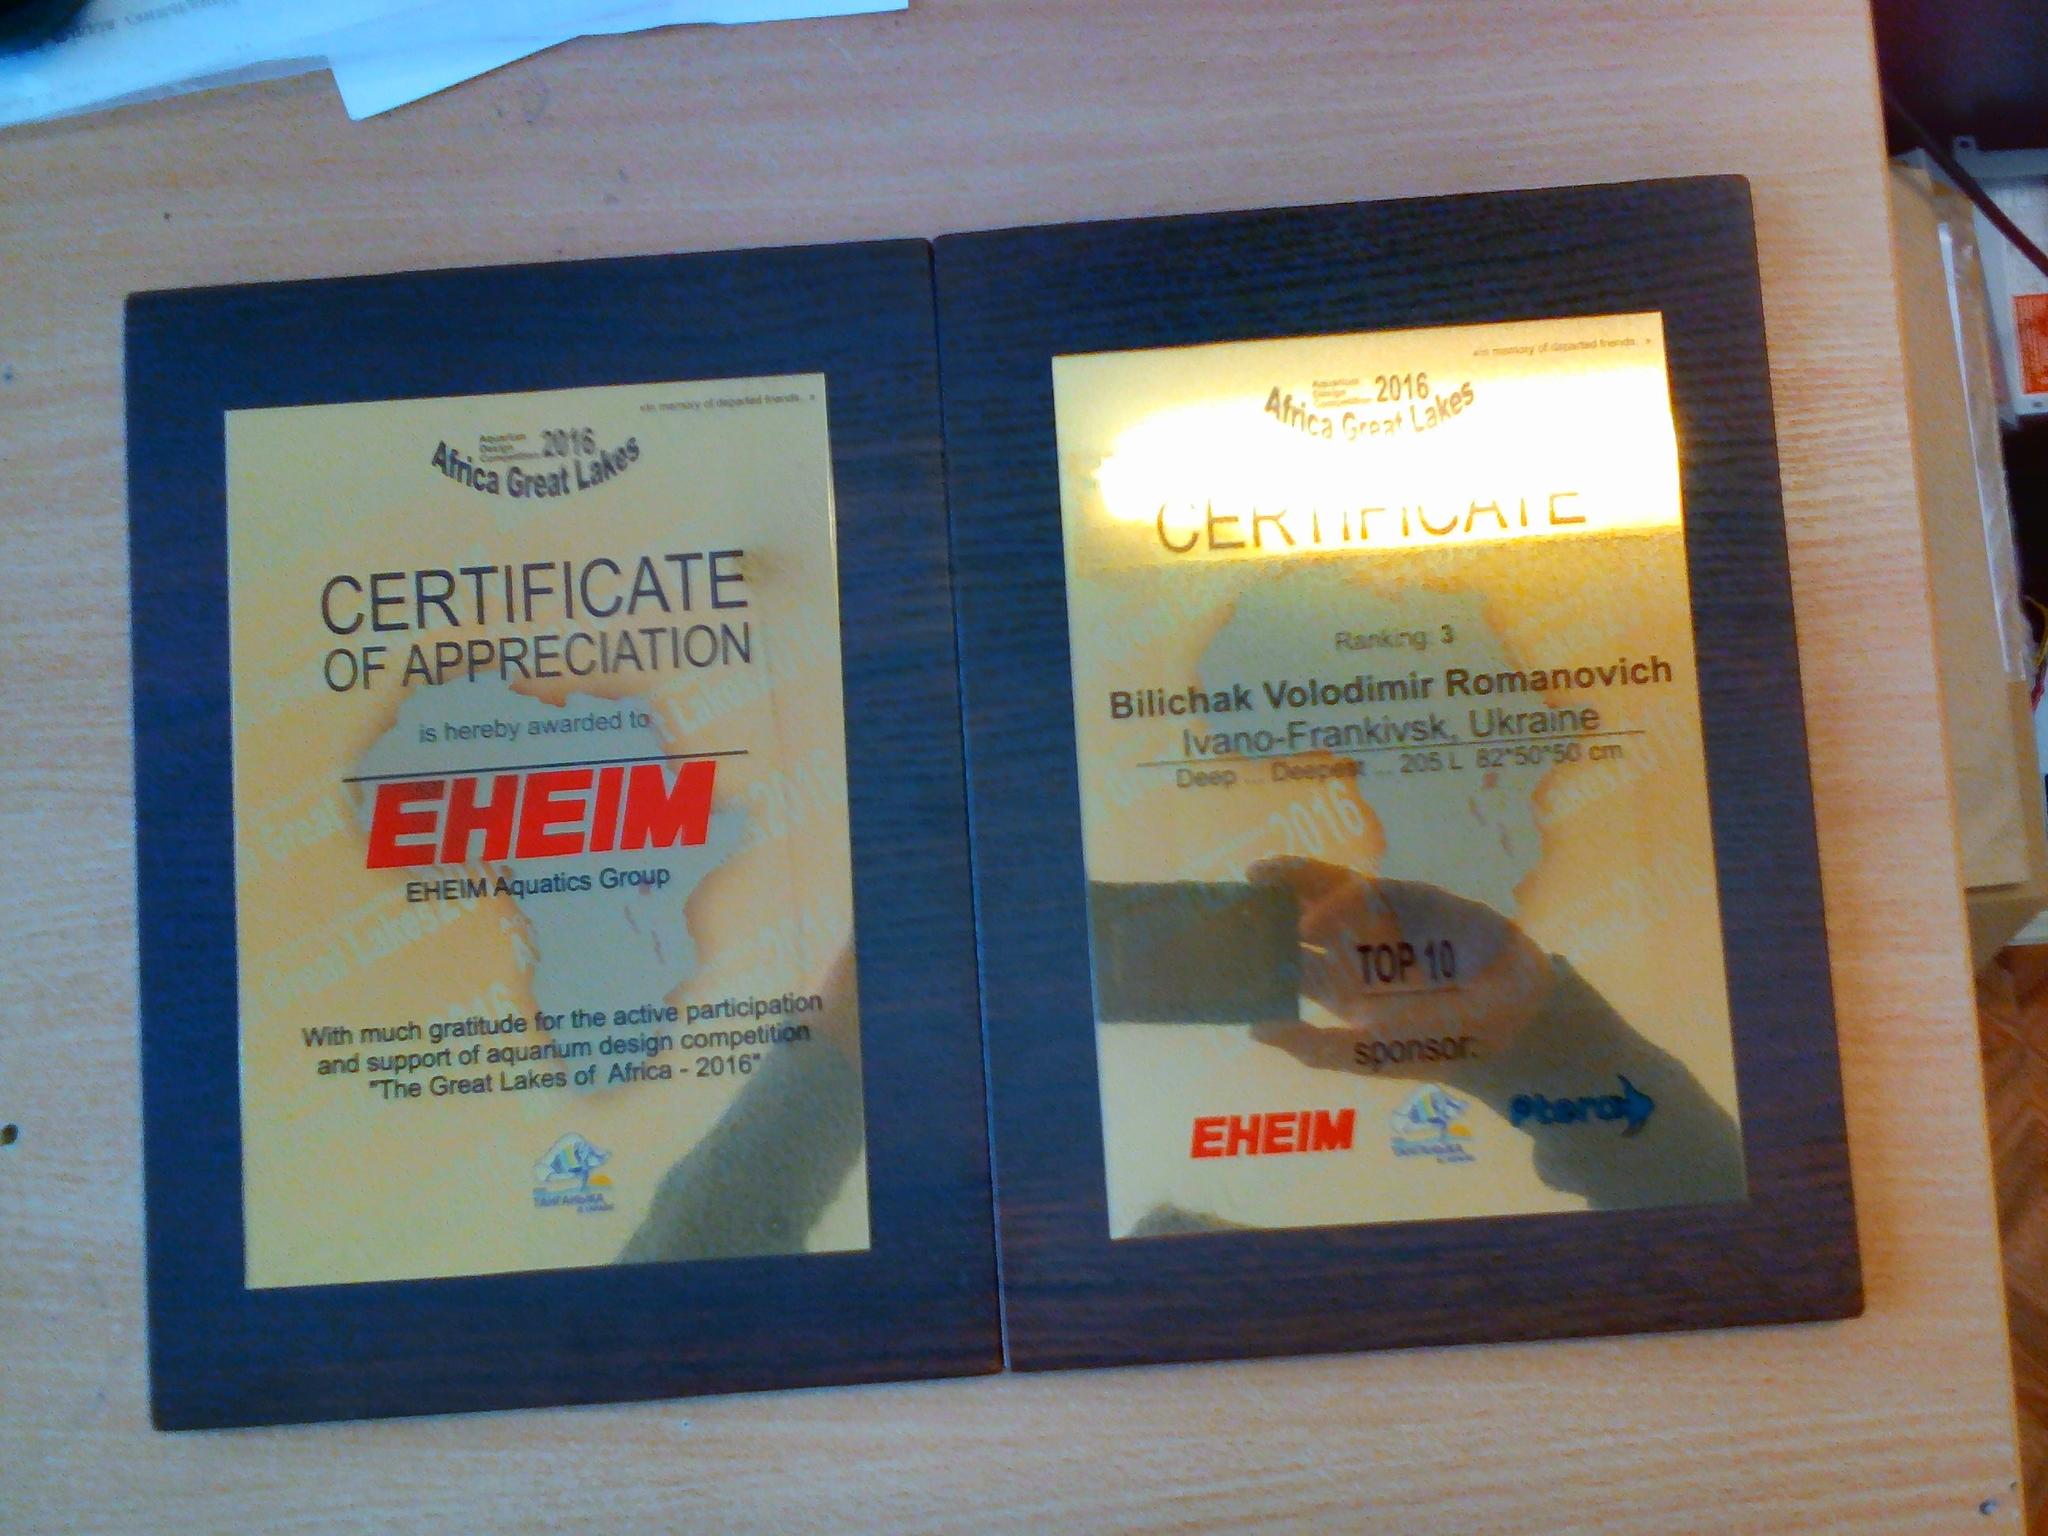 «In memory of departed friends. »
Aquarium
Design
Competition 2016
Africa Great Lakes
CERTIFICATE
OF APPRECIATION
is hereby awarded to
EHEIM
EHEIM Aquatics Group
With much gratitude for the active participation
and support of aquarium design competition
"The Great Lakes of Africa - 2016"
ТАНГАНЬИКА
«In memory of departed friends. »
Aquarium
Design
Competition 2016
Africa Great Lakes
CERTIFICATE
Ranking: 3
Bilichak Volodimir Romanovich
Ivano-Frankivsk, Ukraine
Deep ... Deepest ... 205 L 82*50*50 cm
TOP 10
sponsor:
EHEIM
ТАНГАНЬИКА